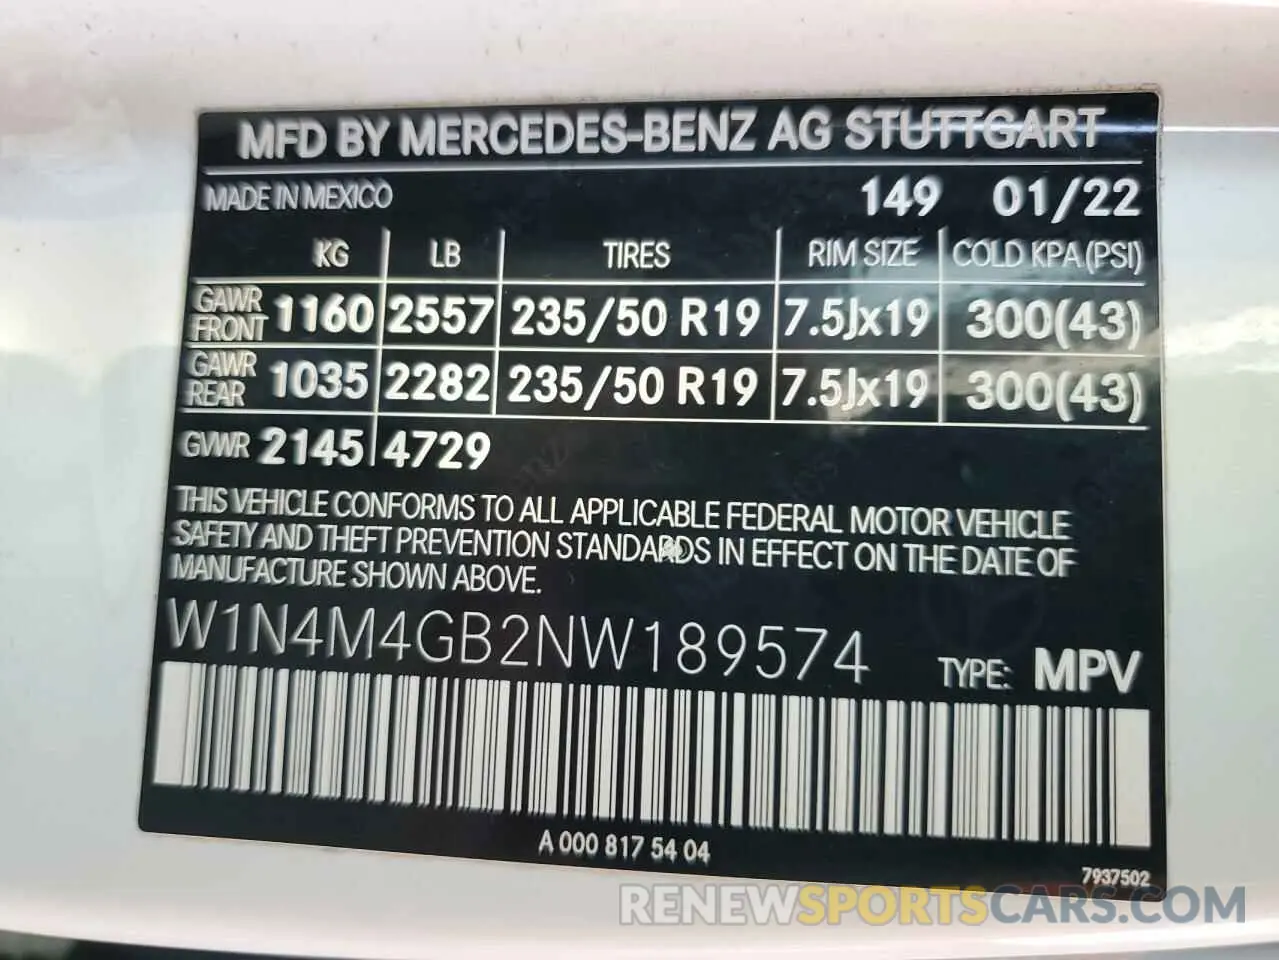 MFD BY MERCEDES-BENZ AG STUTTGART
MADE IN MEXICO 149 01/22
KG LB TIRES RIM SIZE COLD KPA (PSI)
GAWR FRONT 1160 2557 235/50 R19 7.5Jx19 300(43)
GAWR REAR 1035 2282 235/50 R19 7.5Jx19 300(43)
GVWR 2145 4729
THIS VEHICLE CONFORMS TO ALL APPLICABLE FEDERAL MOTOR VEHICLE
SAFETY AND THEFT PREVENTION STANDARDS IN EFFECT ON THE DATE OF
MANUFACTURE SHOWN ABOVE.
W1N4M4GB2NW189574 TYPE: MPV
A 000 817 54 04
7937502
RENEWSPORTSCARS.COM